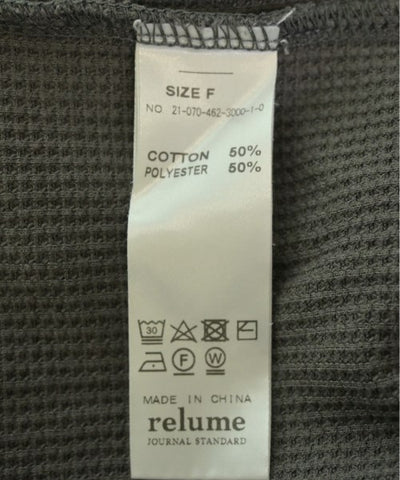 SIZE F
NO. 21-070-462-3000-1-0
COTTON 50%
POLYESTER 50%
30
F W
MADE IN CHINA
relume
JOURNAL STANDARD